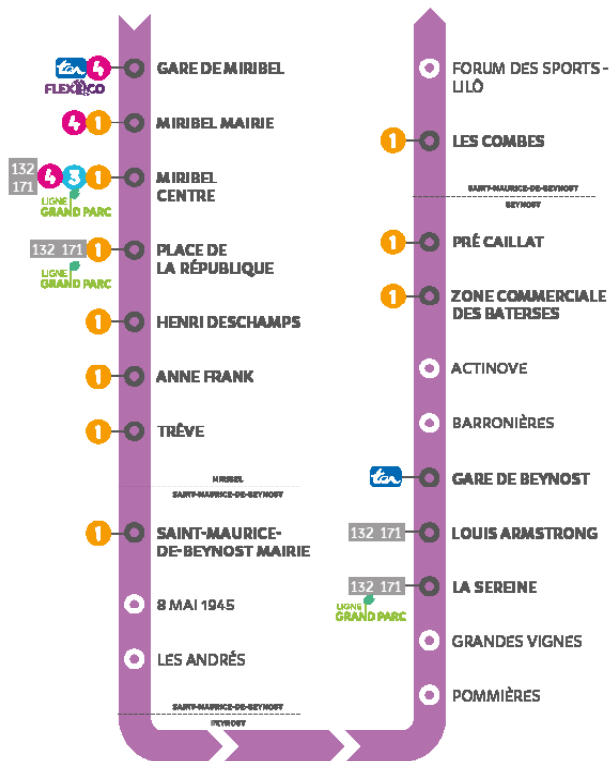 ter 4 GARE DE MIRIBEL
FLEXI CO
4 1 MIRIBEL MAIRIE
132
171
4 3 1 MIRIBEL
CENTRE
LIGNE
GRAND PARC
132 171 1 PLACE DE
LA RÉPUBLIQUE
LIGNE
GRAND PARC
1 HENRI DESCHAMPS
1 ANNE FRANK
1 TRÊVE
MIRIBEL
SAINT-MAURICE-DE-BEYNOST
1 SAINT-MAURICE-
DE-BEYNOST MAIRIE
8 MAI 1945
LES ANDRÉS
SAINT-MAURICE-DE-BEYNOST
BEYNOST
FORUM DES SPORTS -
LILÔ
1 LES COMBES
SAINT-MAURICE-DE-BEYNOST
BEYNOST
1 PRÉ CAILLAT
1 ZONE COMMERCIALE
DES BATERSES
ACTINOVE
BARRONIÈRES
ter GARE DE BEYNOST
132 171 LOUIS ARMSTRONG
132 171 LA SEREINE
LIGNE
GRAND PARC
GRANDES VIGNES
POMMIÈRES